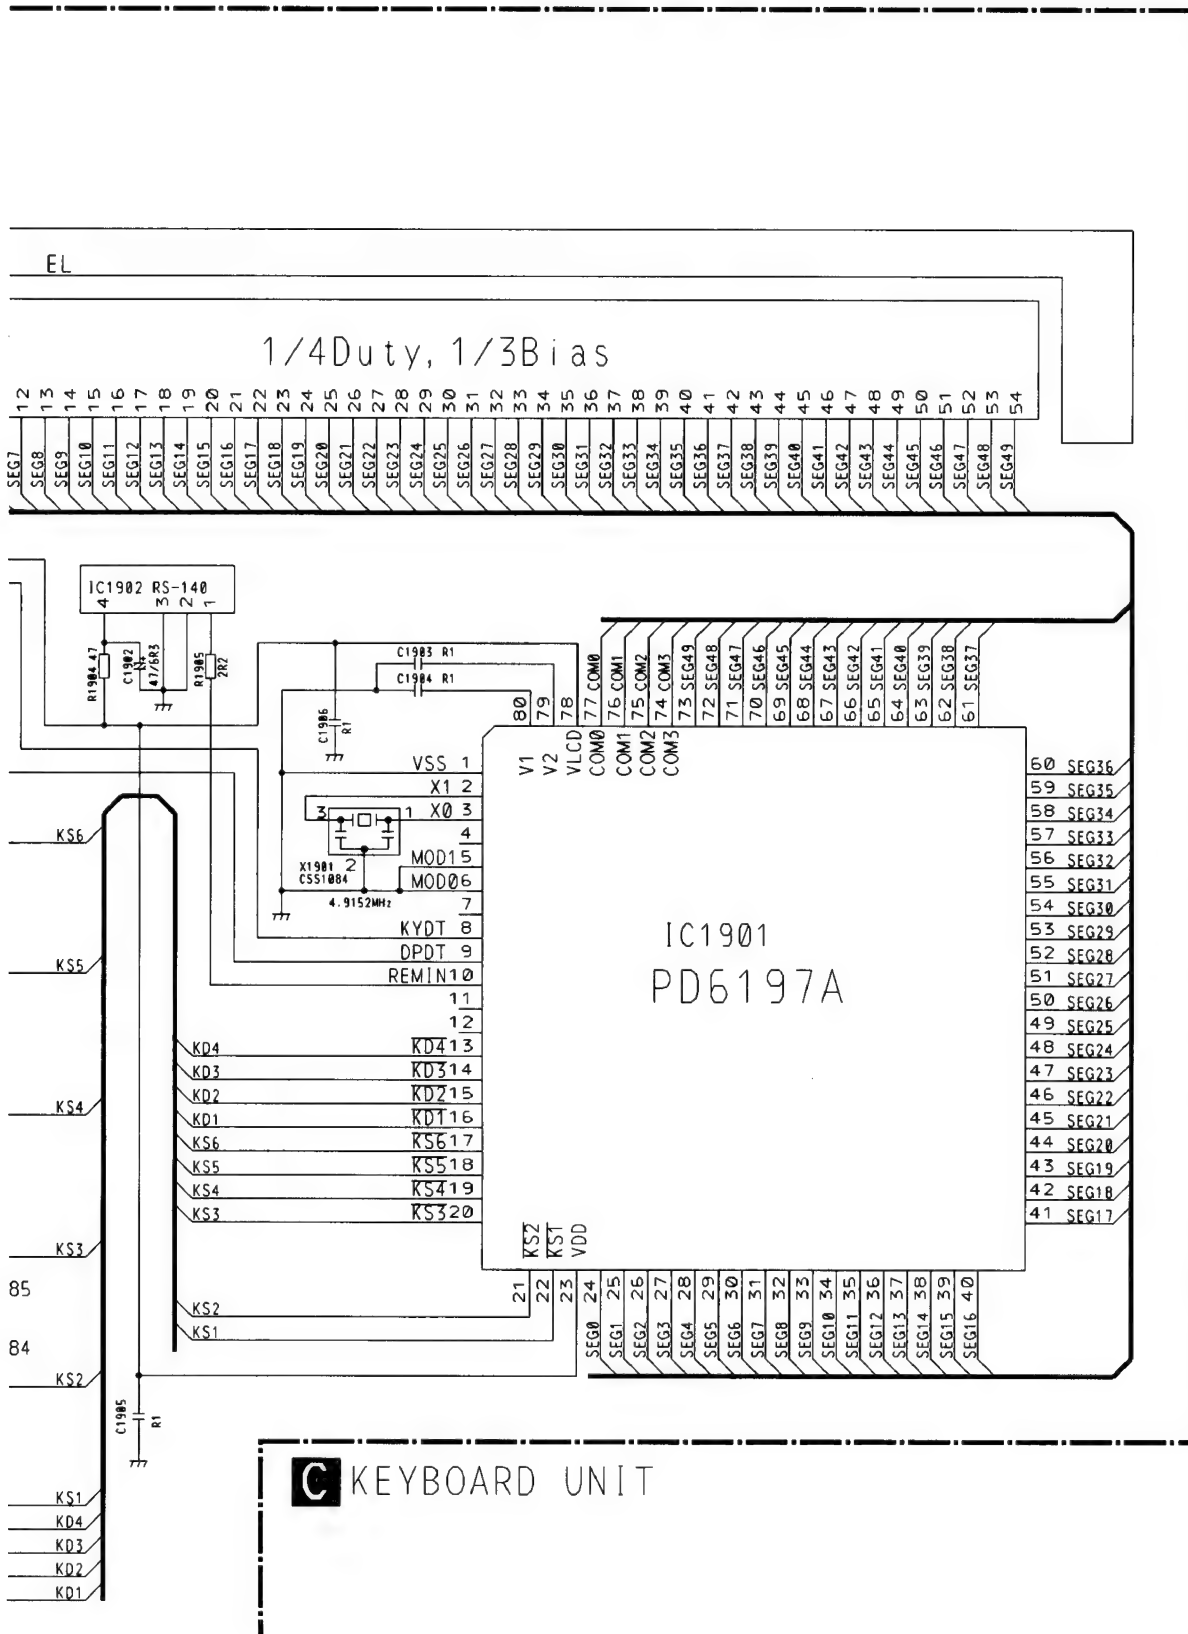 EL
1/4Duty, 1/3Bias
12 13 14 15 16 17 18 19 20 21 22 23 24 25 26 27 28 29 30 31 32 33 34 35 36 37 38 39 40 41 42 43 44 45 46 47 48 49 50 51 52 53 54
SEG7 SEG8 SEG9 SEG10 SEG11 SEG12 SEG13 SEG14 SEG15 SEG16 SEG17 SEG18 SEG19 SEG20 SEG21 SEG22 SEG23 SEG24 SEG25 SEG26 SEG27 SEG28 SEG29 SEG30 SEG31 SEG32 SEG33 SEG34 SEG35 SEG36 SEG37 SEG38 SEG39 SEG40 SEG41 SEG42 SEG43 SEG44 SEG45 SEG46 SEG47 SEG48 SEG49
IC1902 RS-140
4 3 2 1
R1904 47
C1902 47/6R3
R1905 2R2
C1903 R1
C1904 R1
C1906 R1
COM0 COM1 COM2 COM3 SEG49 SEG48 SEG47 SEG46 SEG45 SEG44 SEG43 SEG42 SEG41 SEG40 SEG39 SEG38 SEG37
80 79 78 77 76 75 74 73 72 71 70 69 68 67 66 65 64 63 62 61
V1 V2 VLCD COM0 COM1 COM2 COM3
VSS 1
X1 2
X0 3
4
MOD1 5
MOD0 6
7
KYDT 8
DPDT 9
REMIN 10
11
12
KD4 KD4 13
KD3 KD3 14
KD2 KD2 15
KD1 KD1 16
KS6 KS6 17
KS5 KS5 18
KS4 KS4 19
KS3 KS3 20
3 1
X1901 2
CSS1084
4.9152MHz
IC1901
PD6197A
60 SEG36
59 SEG35
58 SEG34
57 SEG33
56 SEG32
55 SEG31
54 SEG30
53 SEG29
52 SEG28
51 SEG27
50 SEG26
49 SEG25
48 SEG24
47 SEG23
46 SEG22
45 SEG21
44 SEG20
43 SEG19
42 SEG18
41 SEG17
KS2 KS1 VDD
21 22 23 24 25 26 27 28 29 30 31 32 33 34 35 36 37 38 39 40
SEG0 SEG1 SEG2 SEG3 SEG4 SEG5 SEG6 SEG7 SEG8 SEG9 SEG10 SEG11 SEG12 SEG13 SEG14 SEG15 SEG16
KS2
KS1
KS6
KS5
KS4
KS3
85
84
KS2
C1905 R1
KS1
KD4
KD3
KD2
KD1
C KEYBOARD UNIT